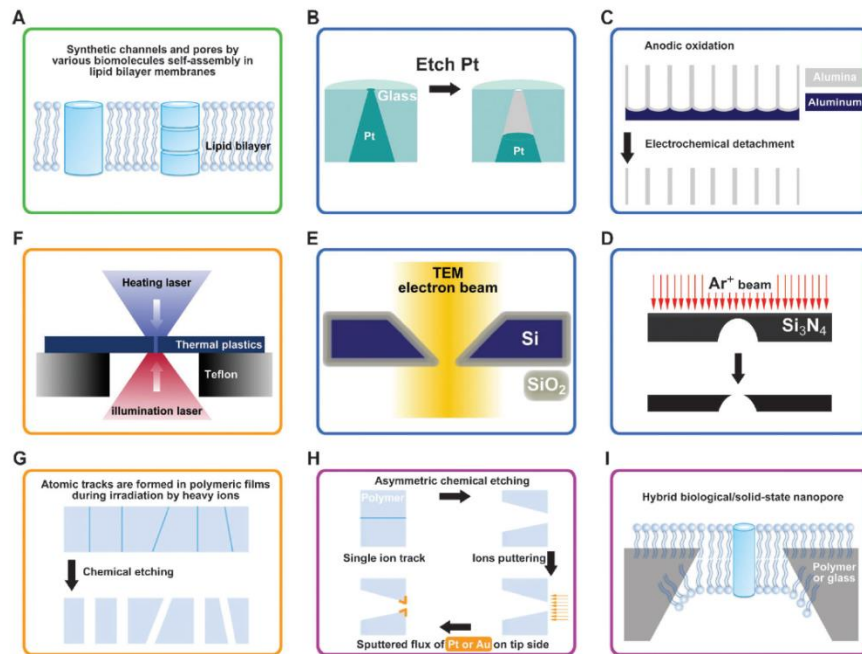 A
Synthetic channels and pores by
various biomolecules self-assembly in
lipid bilayer membranes
Lipid bilayer
B
Etch Pt
Glass
Pt
Pt
C
Anodic oxidation
Alumina
Aluminum
Electrochemical detachment
F
Heating laser
Thermal plastics
Teflon
illumination laser
E
TEM
electron beam
Si
SiO₂
D
Ar⁺ beam
Si₃N₄
G
Atomic tracks are formed in polymeric films
during irradiation by heavy ions
Chemical etching
H
Asymmetric chemical etching
Polymer
Single ion track
Ions puttering
Sputtered flux of Pt or Au on tip side
I
Hybrid biological/solid-state nanopore
Polymer
or glass